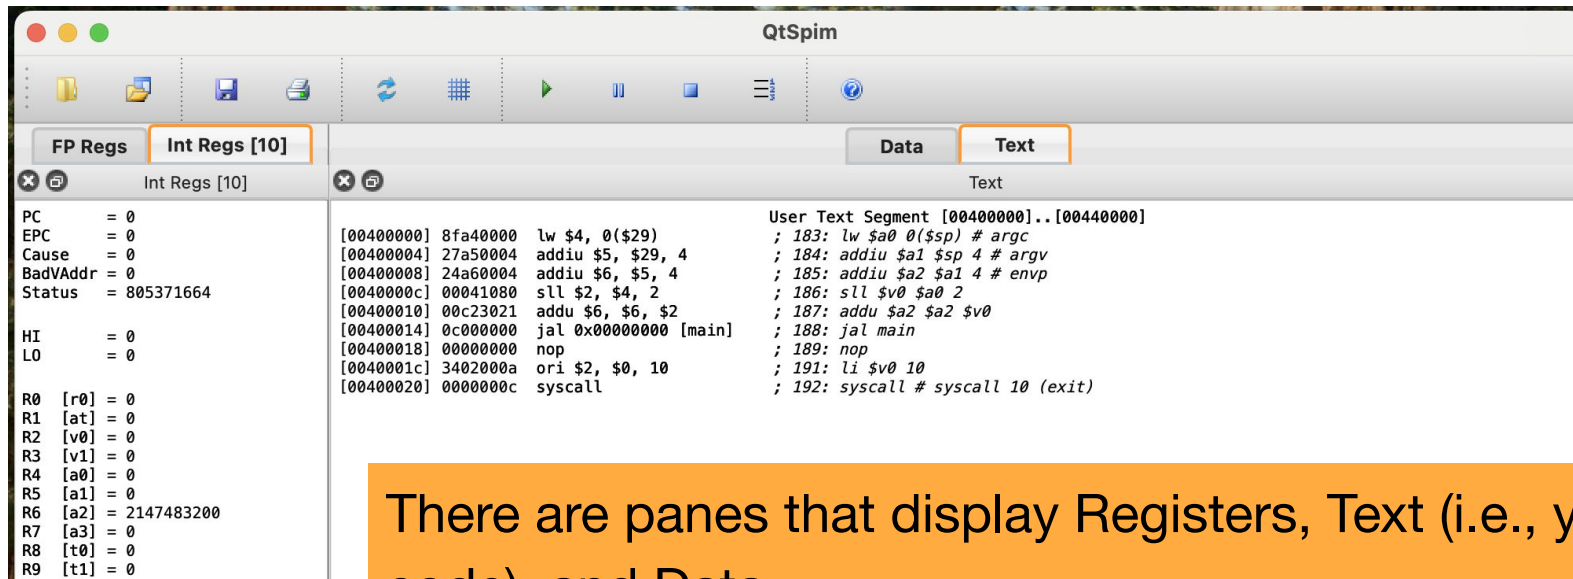 QtSpim
FP Regs
Int Regs [10]
Data
Text
Int Regs [10]
Text
PC = 0
EPC = 0
Cause = 0
BadVAddr = 0
Status = 805371664
HI = 0
LO = 0
R0 [r0] = 0
R1 [at] = 0
R2 [v0] = 0
R3 [v1] = 0
R4 [a0] = 0
R5 [a1] = 0
R6 [a2] = 2147483200
R7 [a3] = 0
R8 [t0] = 0
R9 [t1] = 0
User Text Segment [00400000]..[00440000]
[00400000] 8fa40000 lw $4, 0($29) ; 183: lw $a0 0($sp) # argc
[00400004] 27a50004 addiu $5, $29, 4 ; 184: addiu $a1 $sp 4 # argv
[00400008] 24a60004 addiu $6, $5, 4 ; 185: addiu $a2 $a1 4 # envp
[0040000c] 00041080 sll $2, $4, 2 ; 186: sll $v0 $a0 2
[00400010] 00c23021 addu $6, $6, $2 ; 187: addu $a2 $a2 $v0
[00400014] 0c000000 jal 0x00000000 [main] ; 188: jal main
[00400018] 00000000 nop ; 189: nop
[0040001c] 3402000a ori $2, $0, 10 ; 191: li $v0 10
[00400020] 0000000c syscall ; 192: syscall # syscall 10 (exit)
There are panes that display Registers, Text (i.e., y
code), and Data